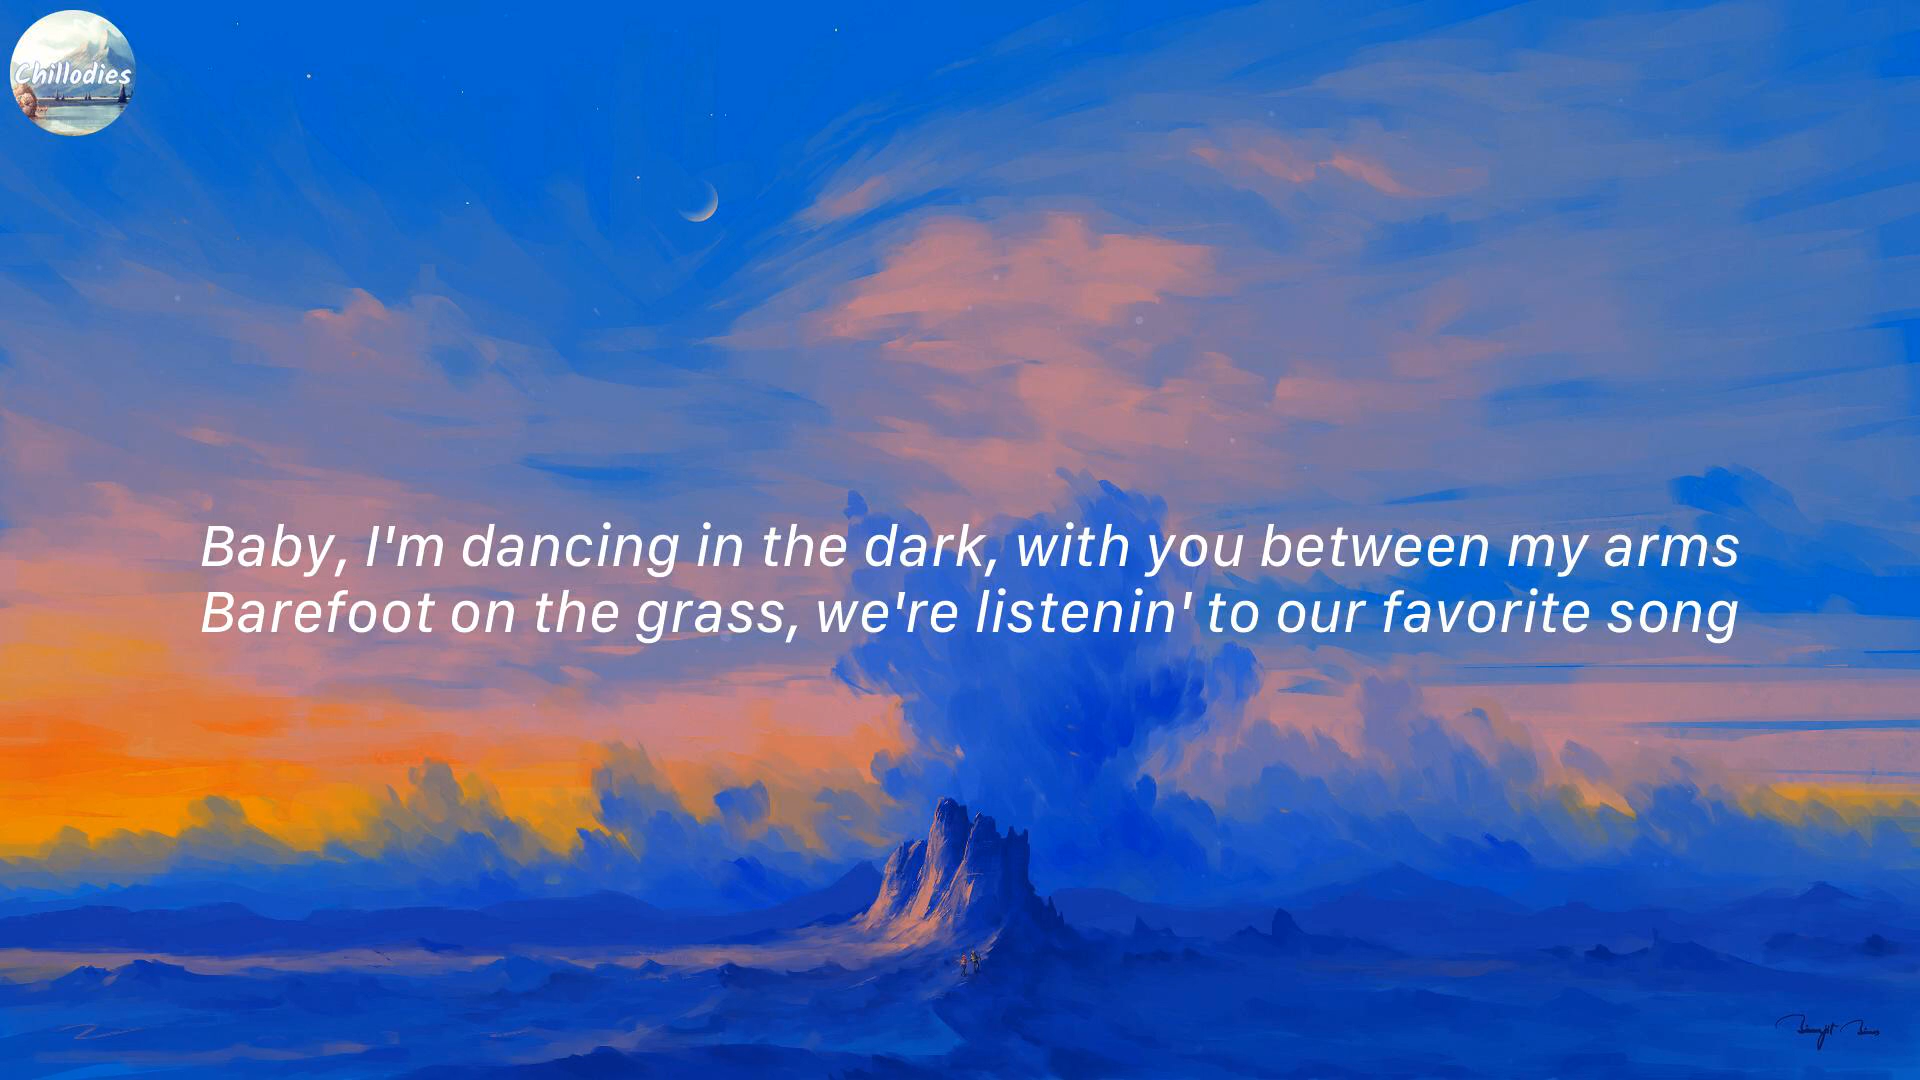 Chillodies
Baby, I'm dancing in the dark, with you between my arms
Barefoot on the grass, we're listenin' to our favorite song